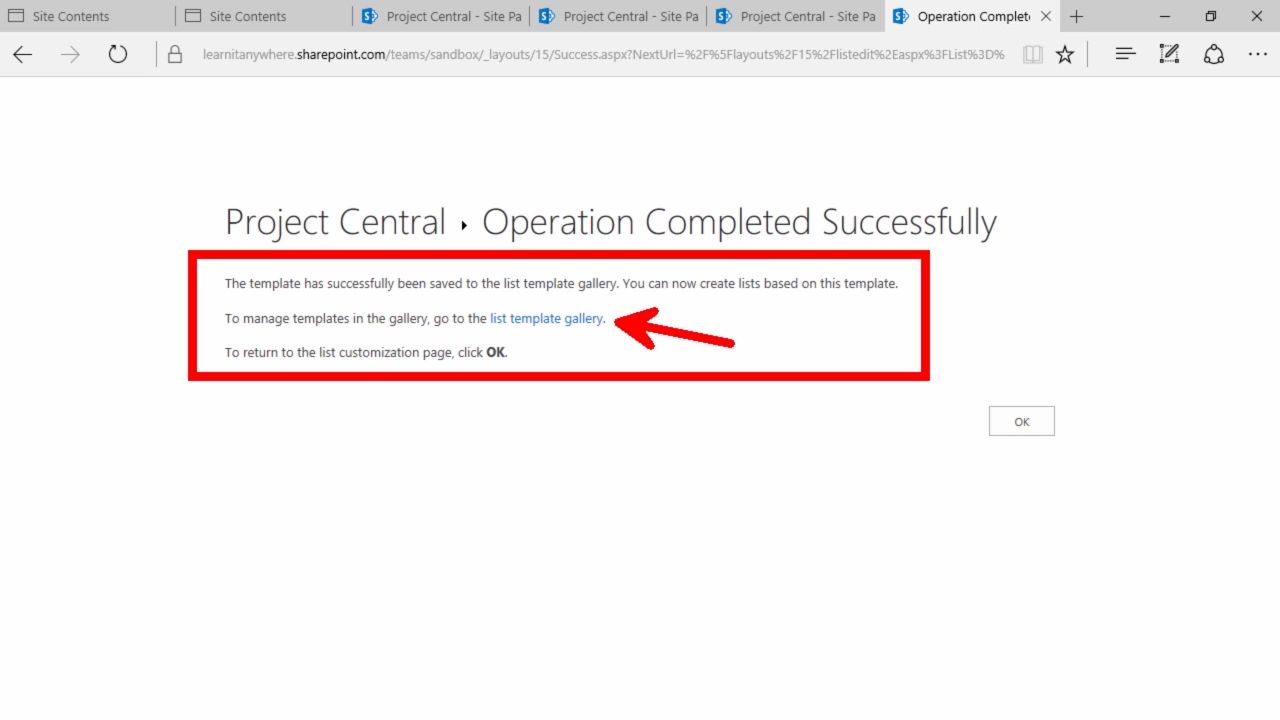 Site Contents
Site Contents
Project Central - Site Pa
Project Central - Site Pa
Project Central - Site Pa
Operation Complet
learnitanywhere.sharepoint.com/teams/sandbox/_layouts/15/Success.aspx?NextUrl=%2F%5Flayouts%2F15%2Flistedit%2Easpx%3FList%3D%
Project Central ▸ Operation Completed Successfully
The template has successfully been saved to the list template gallery. You can now create lists based on this template.
To manage templates in the gallery, go to the list template gallery.
To return to the list customization page, click OK.
OK